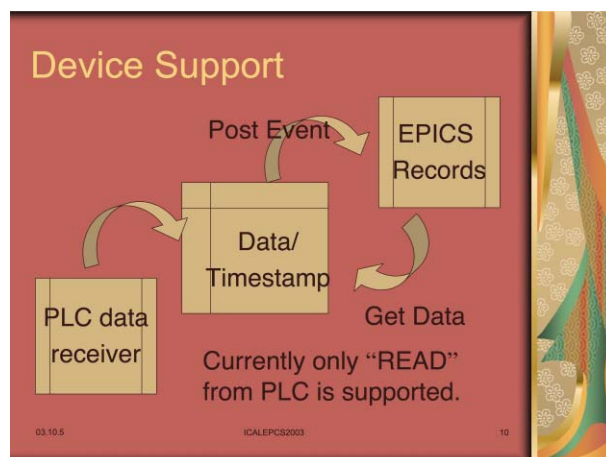 Device Support
Post Event
EPICS
Records
Data/
Timestamp
PLC data
receiver
Get Data
Currently only “READ”
from PLC is supported.
03.10.5
ICALEPCS2003
10